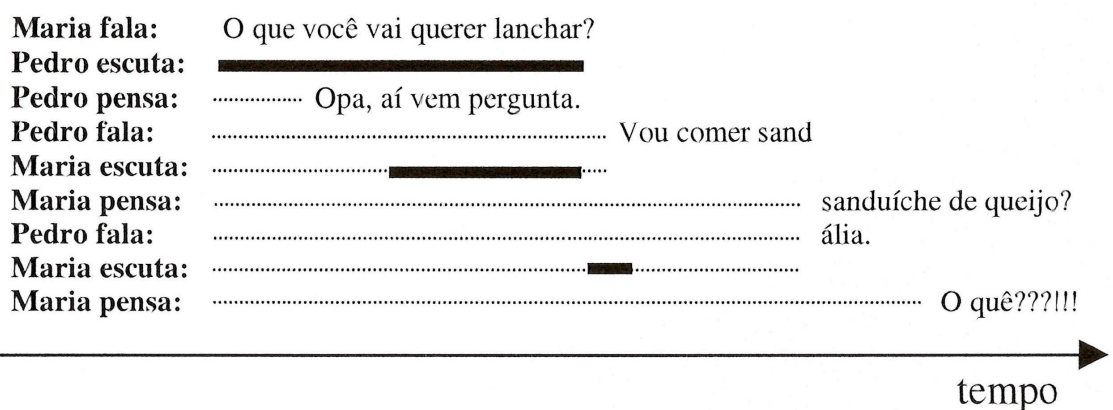 Maria fala: O que você vai querer lanchar?
Pedro escuta:
Pedro pensa: Opa, aí vem pergunta.
Pedro fala: Vou comer sand
Maria escuta:
Maria pensa: sanduíche de queijo?
Pedro fala: ália.
Maria escuta:
Maria pensa: O quê???!!!
tempo